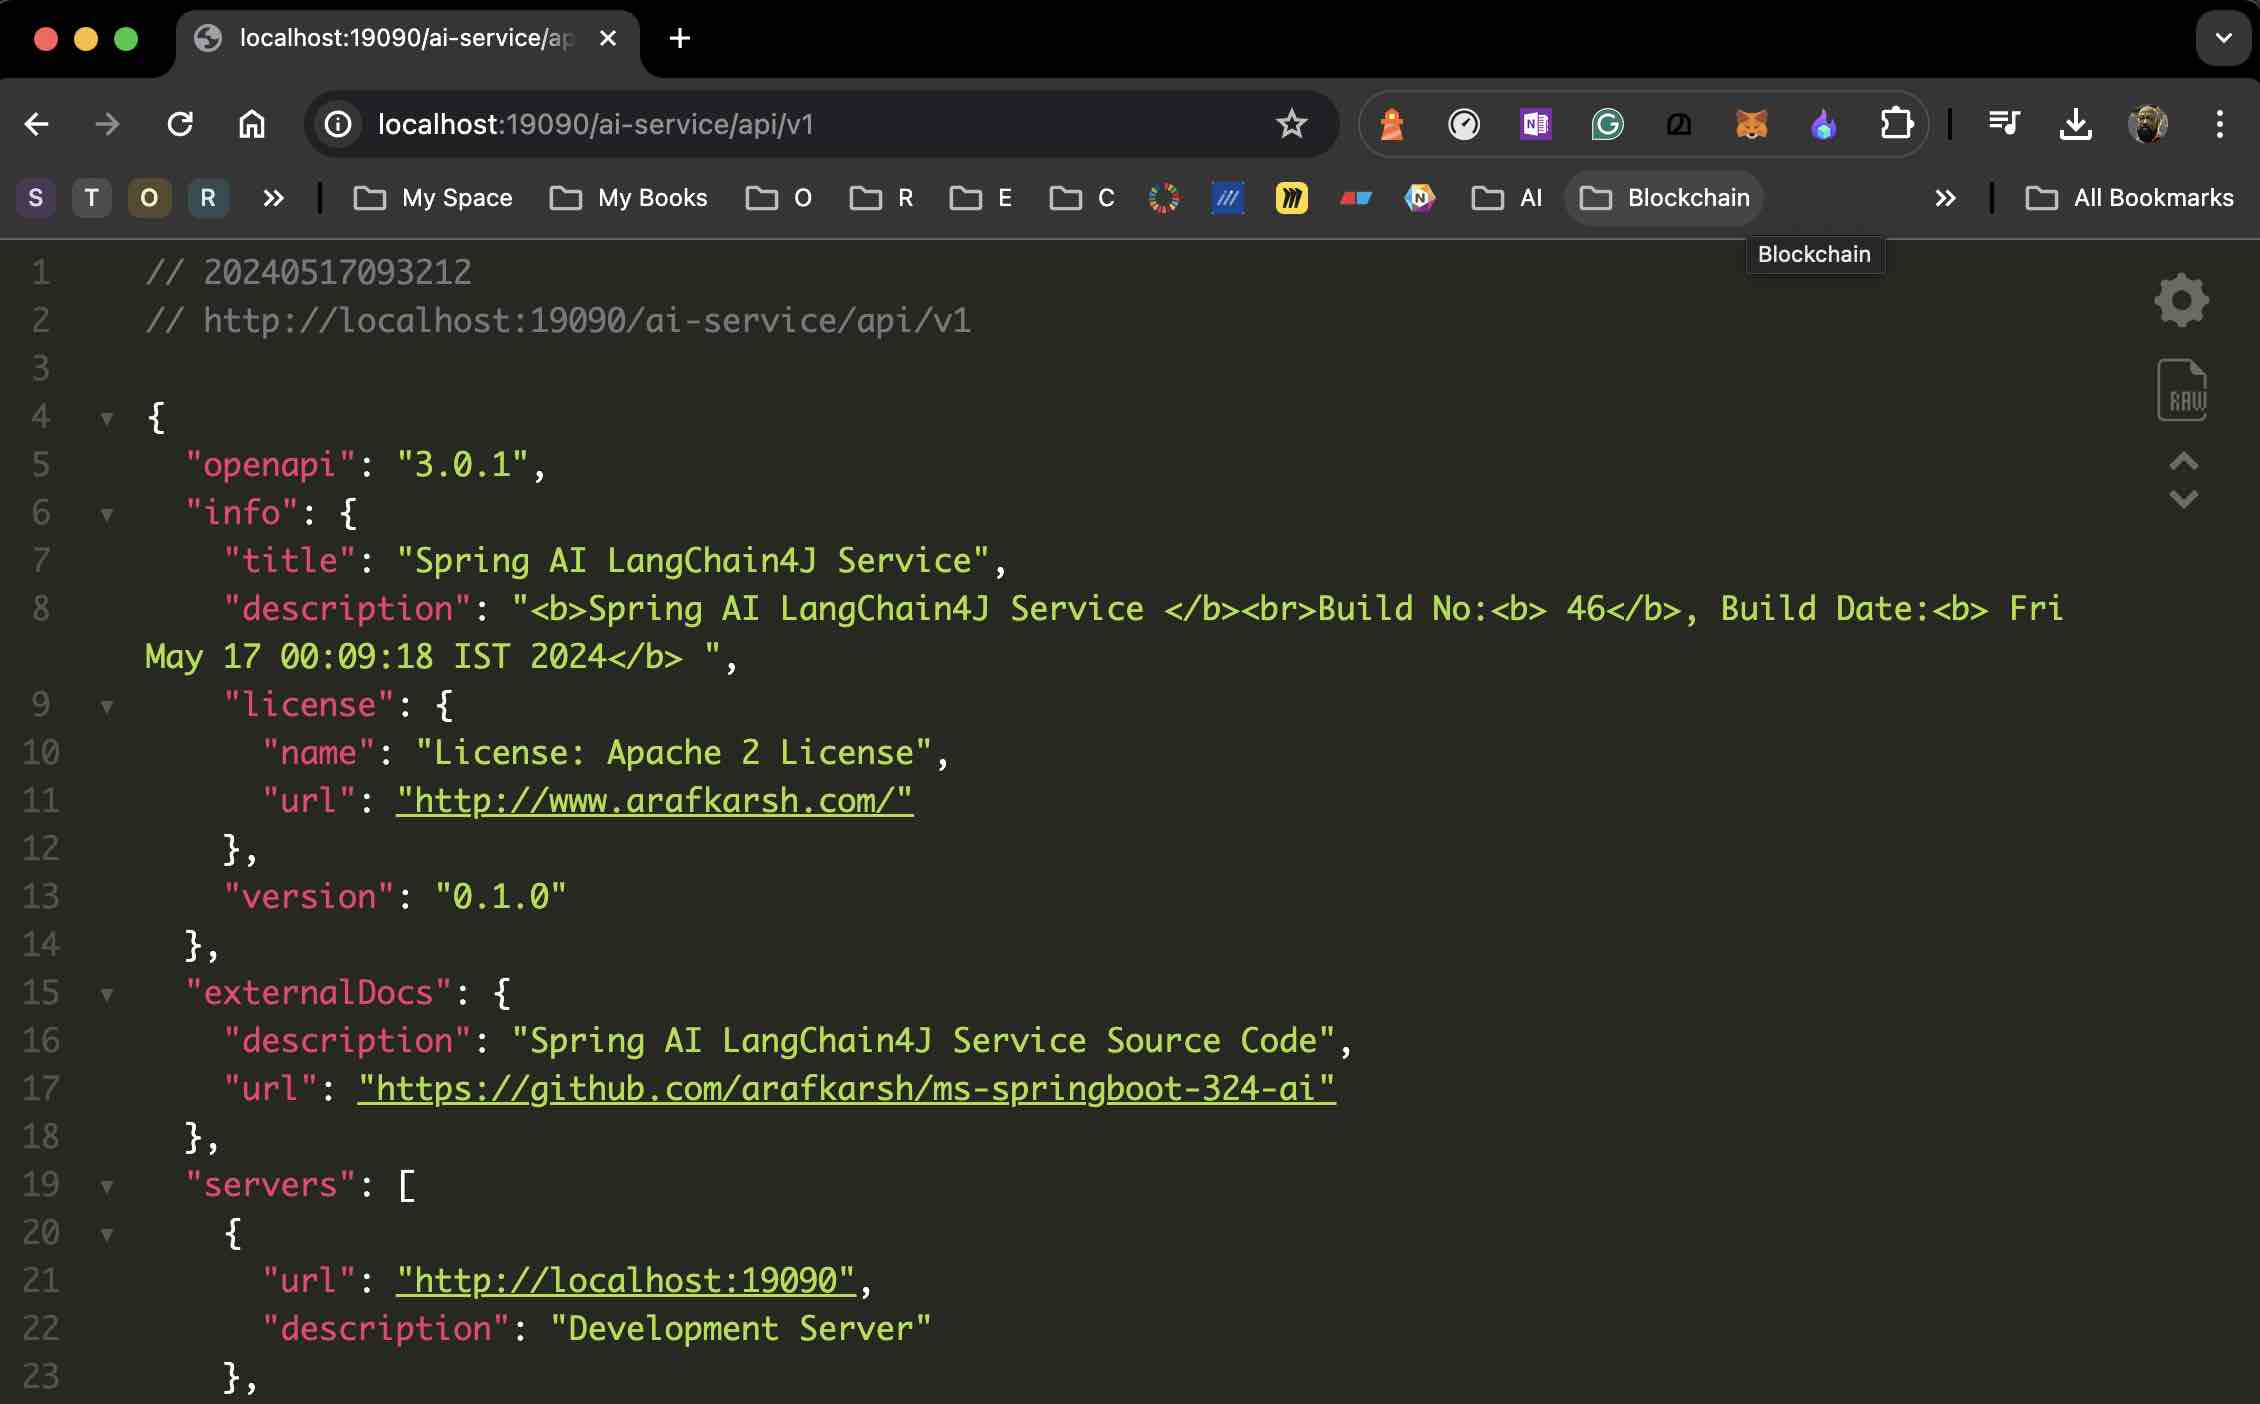 localhost:19090/ai-service/ap
localhost:19090/ai-service/api/v1
S T O R My Space My Books O R E C AI Blockchain All Bookmarks
Blockchain
1 // 20240517093212
2 // http://localhost:19090/ai-service/api/v1
3
4 {
5 "openapi": "3.0.1",
6 "info": {
7 "title": "Spring AI LangChain4J Service",
8 "description": "<b>Spring AI LangChain4J Service </b><br>Build No:<b> 46</b>, Build Date:<b> Fri
May 17 00:09:18 IST 2024</b> ",
9 "license": {
10 "name": "License: Apache 2 License",
11 "url": "http://www.arafkarsh.com/"
12 },
13 "version": "0.1.0"
14 },
15 "externalDocs": {
16 "description": "Spring AI LangChain4J Service Source Code",
17 "url": "https://github.com/arafkarsh/ms-springboot-324-ai"
18 },
19 "servers": [
20 {
21 "url": "http://localhost:19090",
22 "description": "Development Server"
23 },
RAW